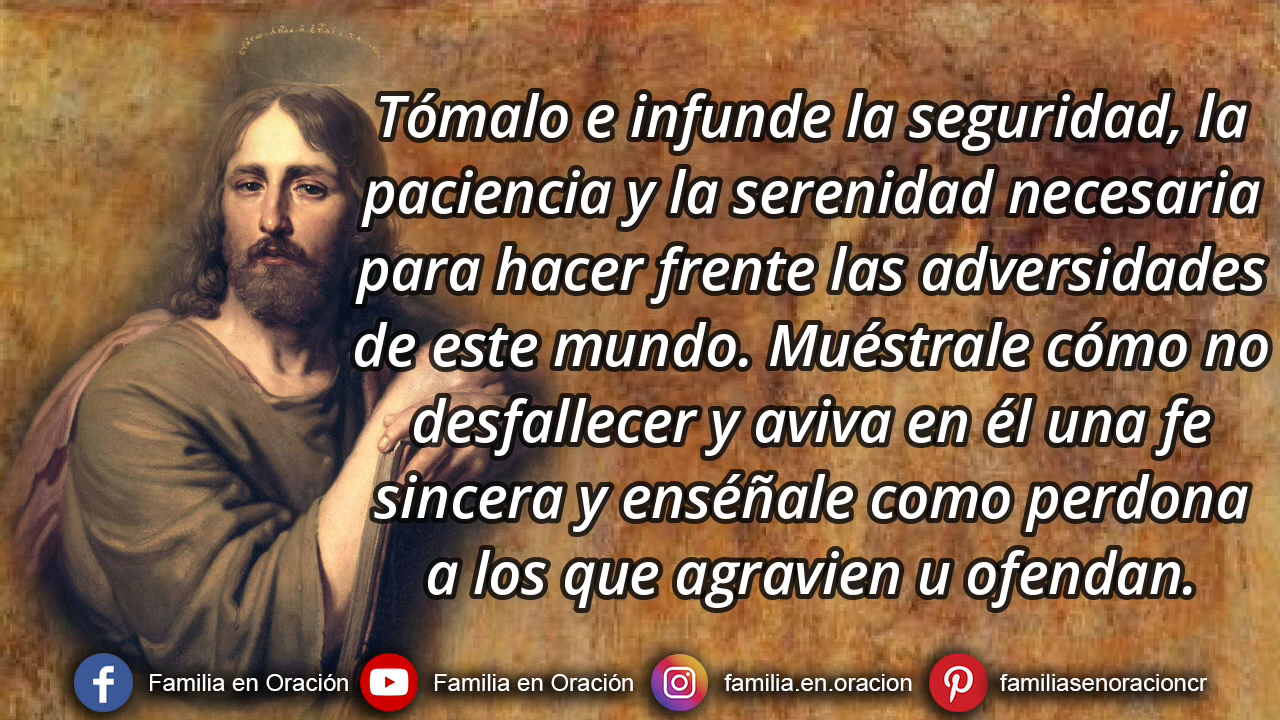 Tómalo e infunde la seguridad, la
paciencia y la serenidad necesaria
para hacer frente las adversidades
de este mundo. Muéstrale cómo no
desfallecer y aviva en él una fe
sincera y enséñale como perdona
a los que agravien u ofendan.
Familia en Oración Familia en Oración familia.en.oracion familiasenoracioncr